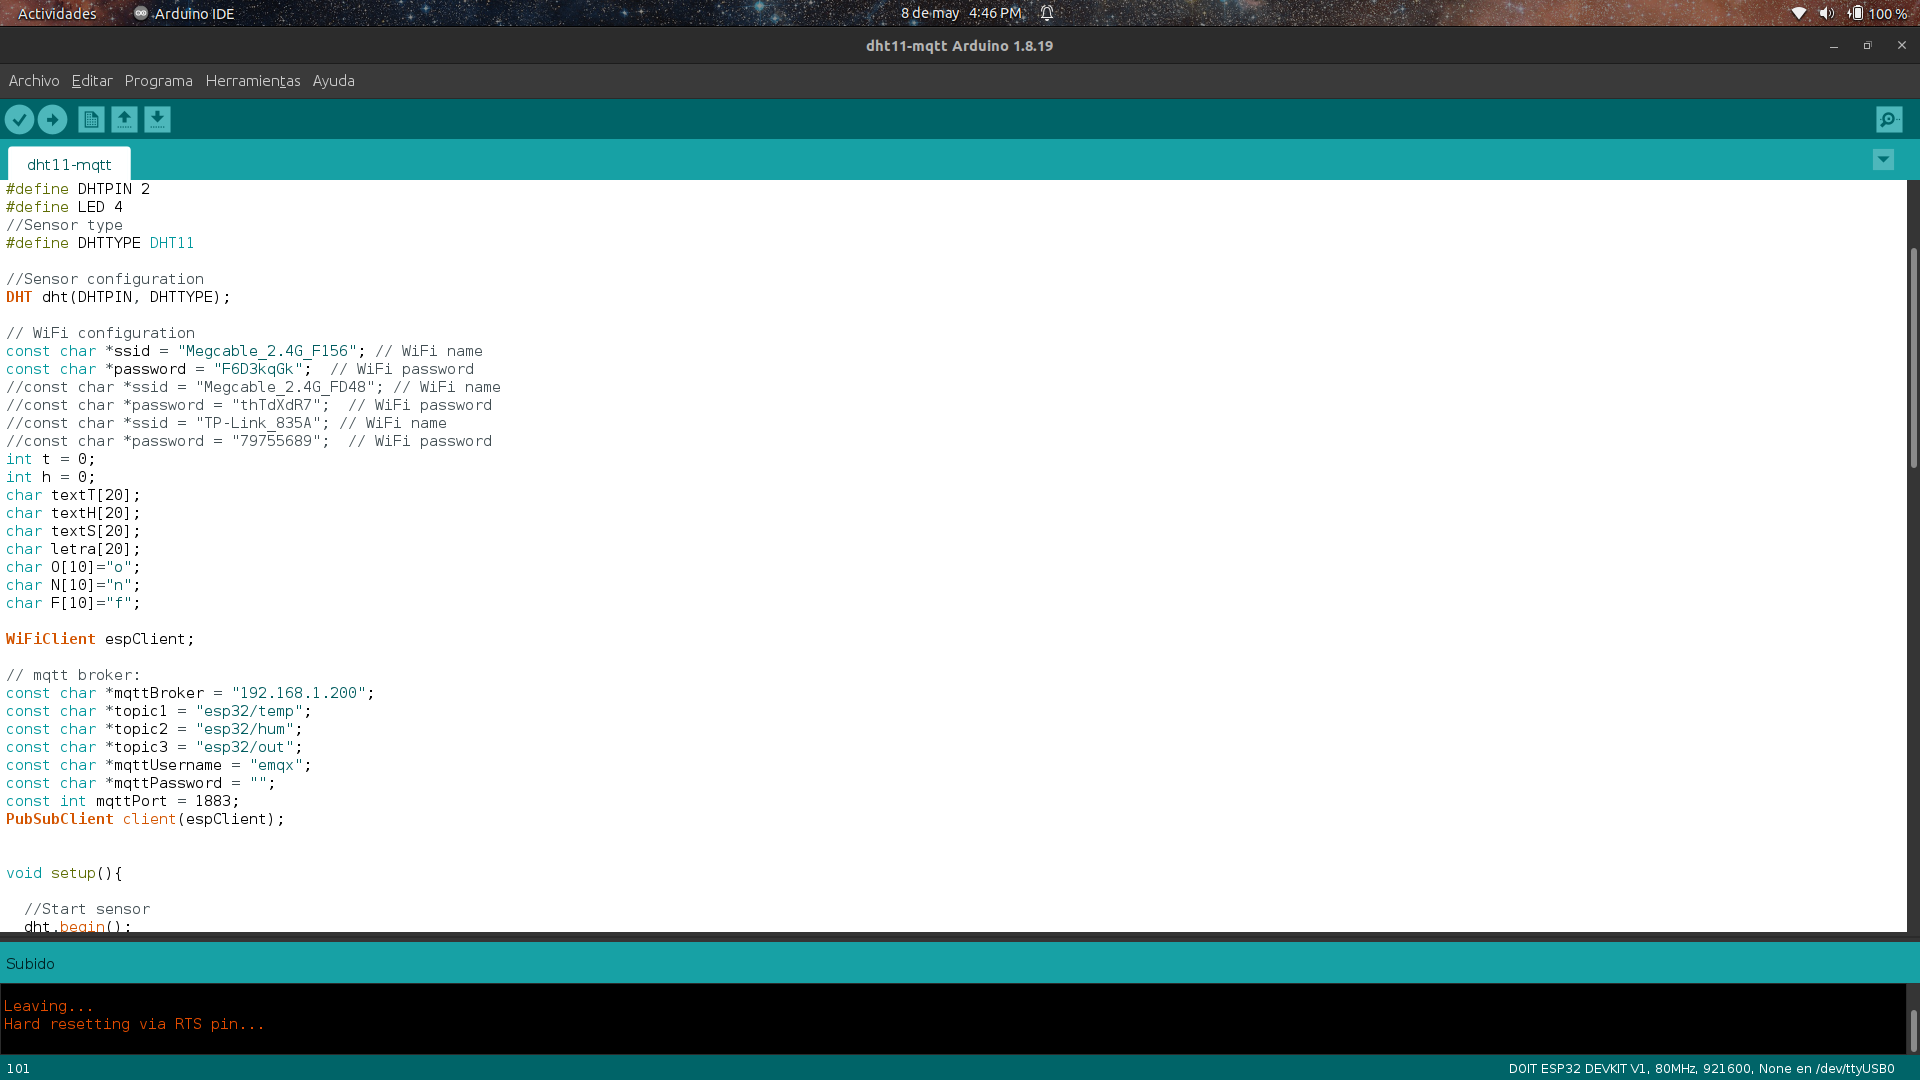 Actividades Arduino IDE 8 de may 4:46 PM 100 %
dht11-mqtt Arduino 1.8.19
Archivo Editar Programa Herramientas Ayuda
dht11-mqtt
#define DHTPIN 2
#define LED 4
//Sensor type
#define DHTTYPE DHT11
//Sensor configuration
DHT dht(DHTPIN, DHTTYPE);
// WiFi configuration
const char *ssid = "Megcable_2.4G_F156"; // WiFi name
const char *password = "F6D3kqGk";  // WiFi password
//const char *ssid = "Megcable_2.4G_FD48"; // WiFi name
//const char *password = "thTdXdR7";  // WiFi password
//const char *ssid = "TP-Link_835A"; // WiFi name
//const char *password = "79755689";  // WiFi password
int t = 0;
int h = 0;
char textT[20];
char textH[20];
char textS[20];
char letra[20];
char O[10]="o";
char N[10]="n";
char F[10]="f";
WiFiClient espClient;
// mqtt broker:
const char *mqttBroker = "192.168.1.200";
const char *topic1 = "esp32/temp";
const char *topic2 = "esp32/hum";
const char *topic3 = "esp32/out";
const char *mqttUsername = "emqx";
const char *mqttPassword = "";
const int mqttPort = 1883;
PubSubClient client(espClient);
void setup(){
//Start sensor
dht.begin();
Subido
Leaving...
Hard resetting via RTS pin...
101 DOIT ESP32 DEVKIT V1, 80MHz, 921600, None en /dev/ttyUSB0